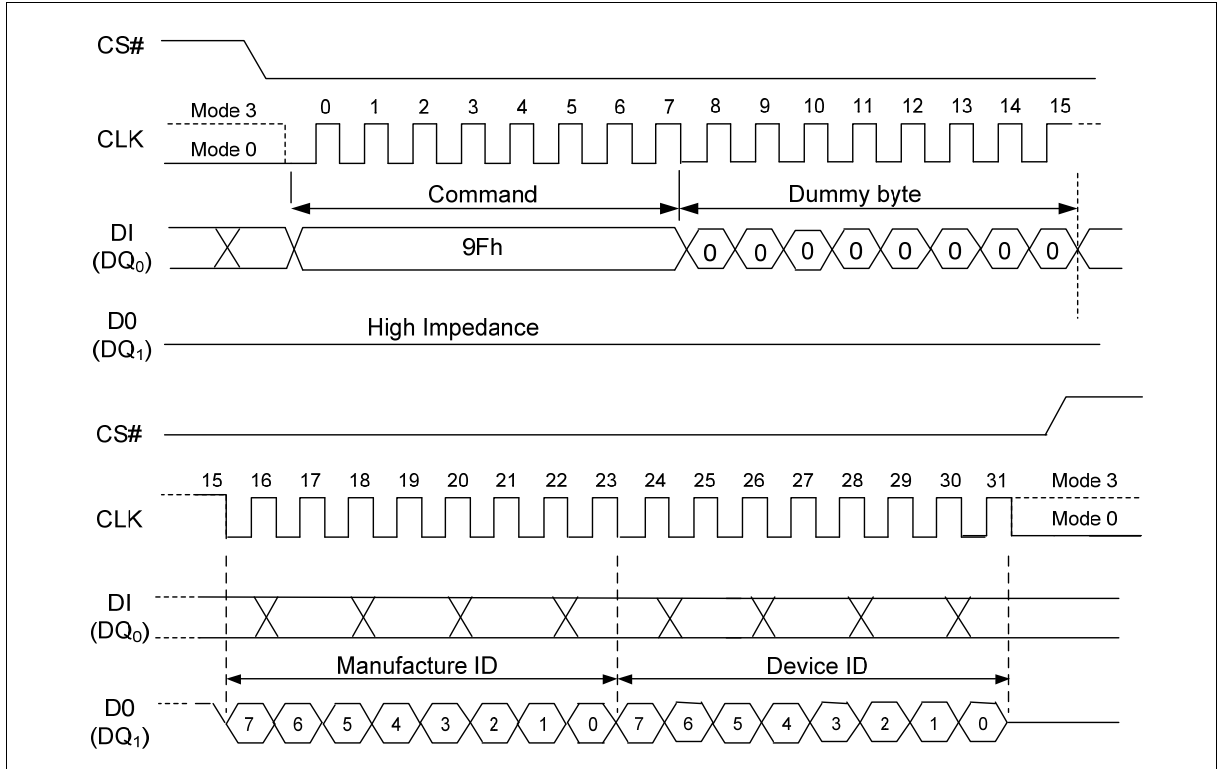 CS#
Mode 3 0 1 2 3 4 5 6 7 8 9 10 11 12 13 14 15
CLK
Mode 0
Command Dummy byte
DI
(DQ0)
9Fh 0 0 0 0 0 0 0 0
D0
(DQ1)
High Impedance
CS#
15 16 17 18 19 20 21 22 23 24 25 26 27 28 29 30 31 Mode 3
CLK
Mode 0
DI
(DQ0)
Manufacture ID Device ID
D0
(DQ1)
7 6 5 4 3 2 1 0 7 6 5 4 3 2 1 0